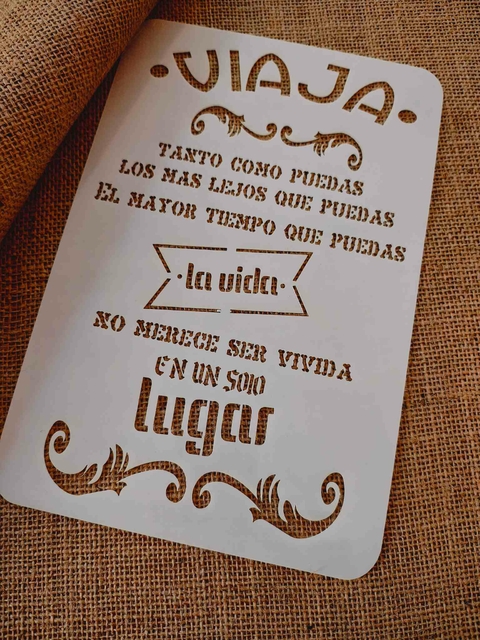 ·VIAJA·
TANTO COMO PUEDAS
LOS MAS LEJOS QUE PUEDAS
EL MAYOR TIEMPO QUE PUEDAS
·la vida·
NO MERECE SER VIVIDA
EN UN SOLO
lugar